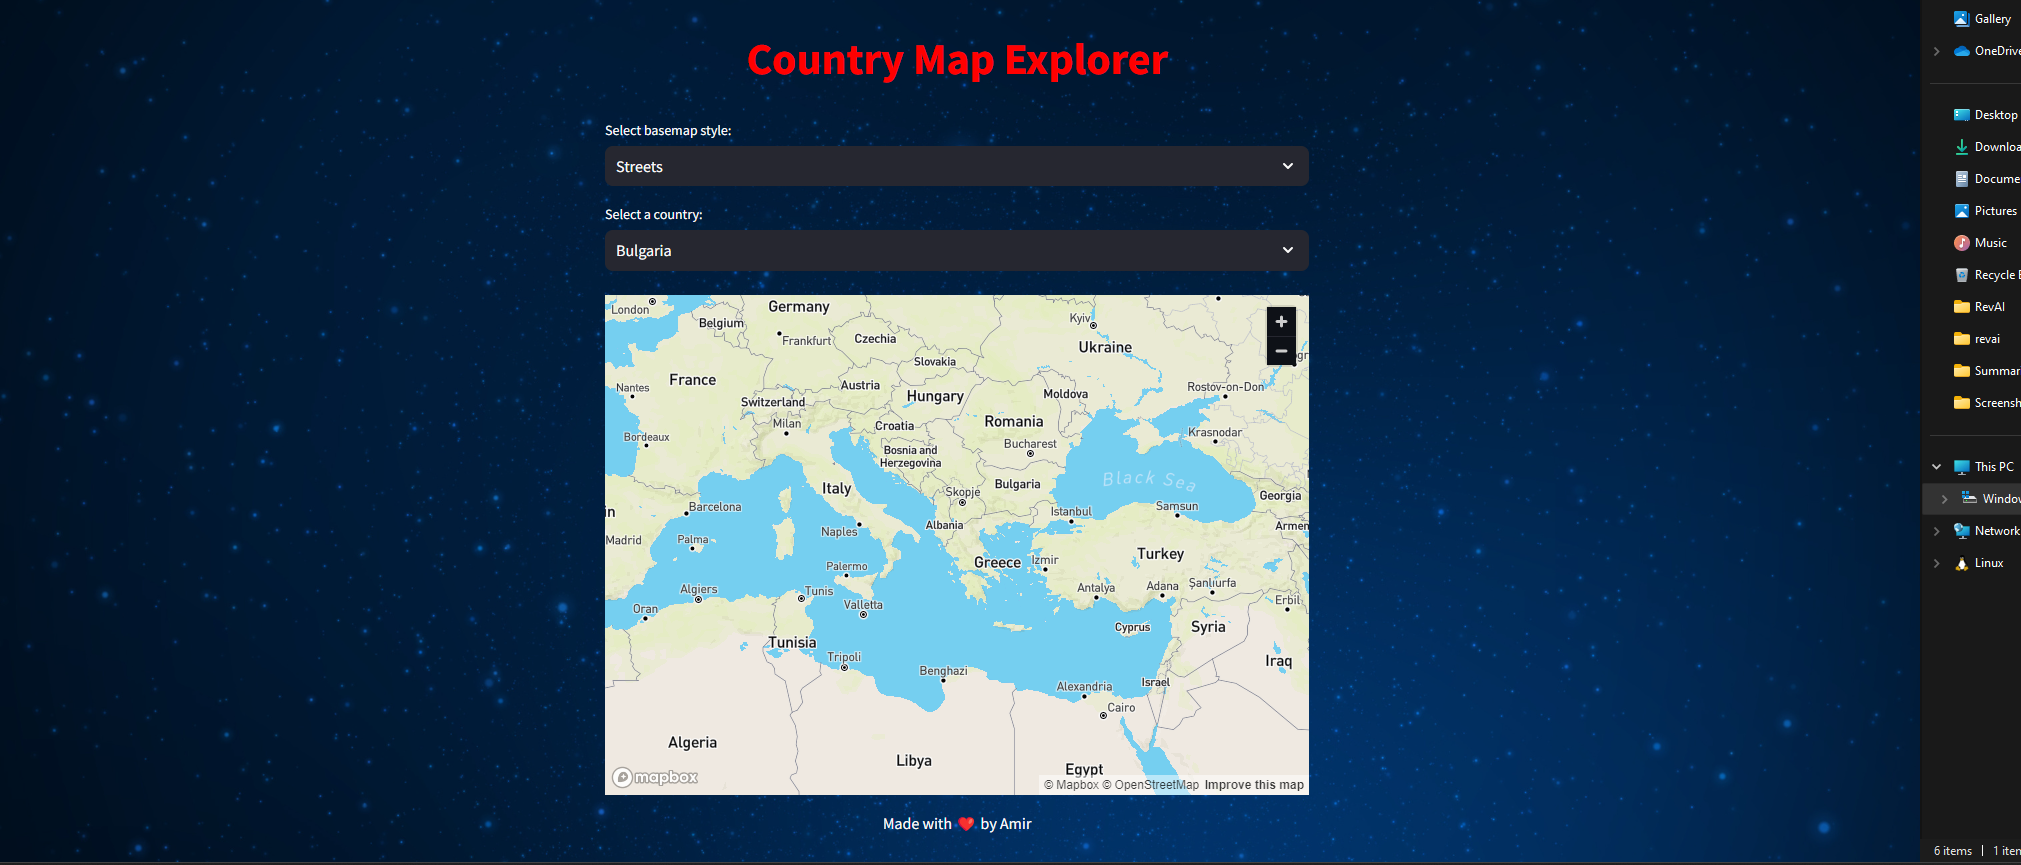 Country Map Explorer
Select basemap style:
Streets
Select a country:
Bulgaria
London
Belgium
Germany
Frankfurt
Czechia
Kyiv
Ukraine
Slovakia
France
Nantes
Austria
Switzerland
Hungary
Moldova
Rostov-on-Don
Milan
Croatia
Romania
Bucharest
Krasnodar
Bordeaux
Bosnia and
Herzegovina
Black Sea
Italy
Skopje
Bulgaria
Georgia
Barcelona
Istanbul
Samsun
in
Naples
Albania
Armen
Madrid
Palma
Greece
Izmir
Turkey
Palermo
Algiers
Tunis
Antalya
Adana
Şanlıurfa
Oran
Valletta
Erbil
Tunisia
Cyprus
Syria
Tripoli
Iraq
Benghazi
Alexandria
Israel
Cairo
Algeria
Libya
Egypt
mapbox
© Mapbox © OpenStreetMap Improve this map
Made with ❤️ by Amir
Gallery
OneDrive
Desktop
Downloa
Docume
Pictures
Music
Recycle B
RevAI
revai
Summar
Screensh
This PC
Window
Network
Linux
6 items | 1 iten